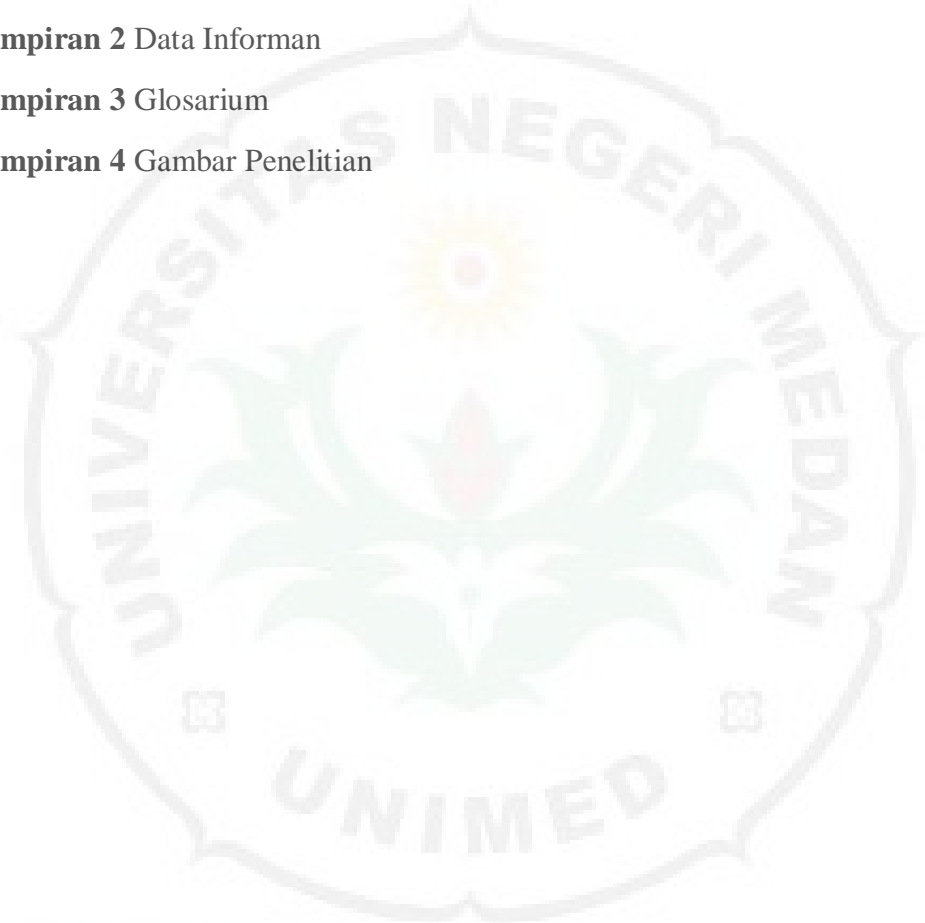 mpiran 2 Data Informan
mpiran 3 Glosarium
mpiran 4 Gambar Penelitian
UNIVERSITAS NEGERI MEDAN
UNIMED